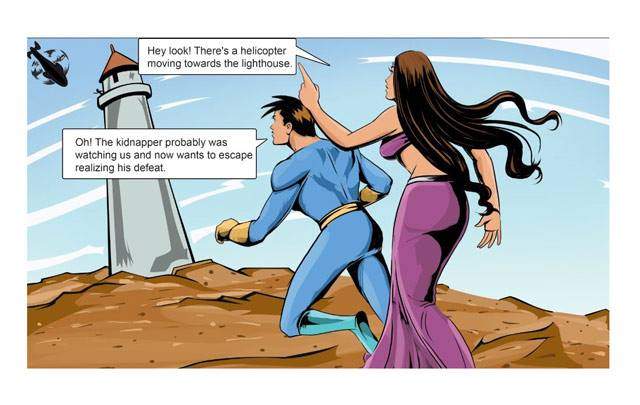 Hey look! There's a helicopter
moving towards the lighthouse.
Oh! The kidnapper probably was
watching us and now wants to escape
realizing his defeat.